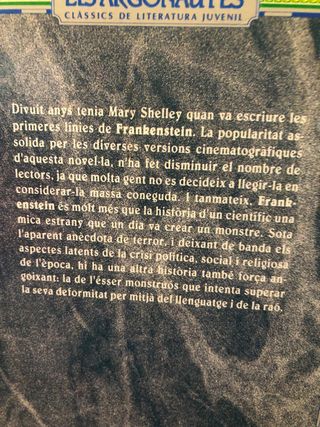 ELS ARGONAUTES
CLÀSSICS DE LITERATURA JUVENIL
Divuit anys tenia Mary Shelley quan va escriure les
primeres línies de Frankenstein. La popularitat as-
solida per les diverses versions cinematogràfiques
d'aquesta novel·la, n'ha fet disminuir el nombre de
lectors, ja que molta gent no es decideix a llegir-la en
considerar-la massa coneguda. I tanmateix, Frank-
enstein és molt més que la història d'un científic una
mica estrany que un dia va crear un monstre. Sota
l'aparent anècdota de terror, i deixant de banda els
aspectes latents de la crisi política, social i religiosa
de l'època, hi ha una altra història també força an-
goixant: la de l'ésser monstruós que intenta superar
la seva deformitat per mitjà del llenguatge i de la raó.